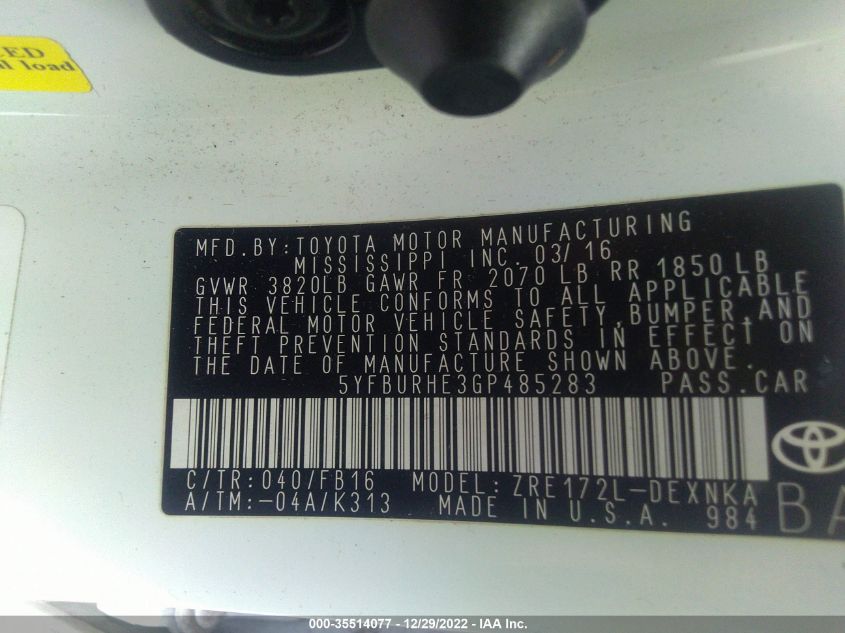 ED
l load
MFD. BY: TOYOTA MOTOR MANUFACTURING
MISSISSIPPI INC. 03/16
GVWR 3820LB GAWR FR 2070 LB RR 1850 LB
THIS VEHICLE CONFORMS TO ALL APPLICABLE
FEDERAL MOTOR VEHICLE SAFETY, BUMPER, AND
THEFT PREVENTION STANDARDS IN EFFECT ON
THE DATE OF MANUFACTURE SHOWN ABOVE.
5YFBURHE3GP485283 PASS. CAR
C/TR: 040/FB16 MODEL: ZRE172L-DEXNKA
A/TM: -04A/K313 MADE IN U.S.A. 984
BA
000-35514077 - 12/29/2022 - IAA Inc.